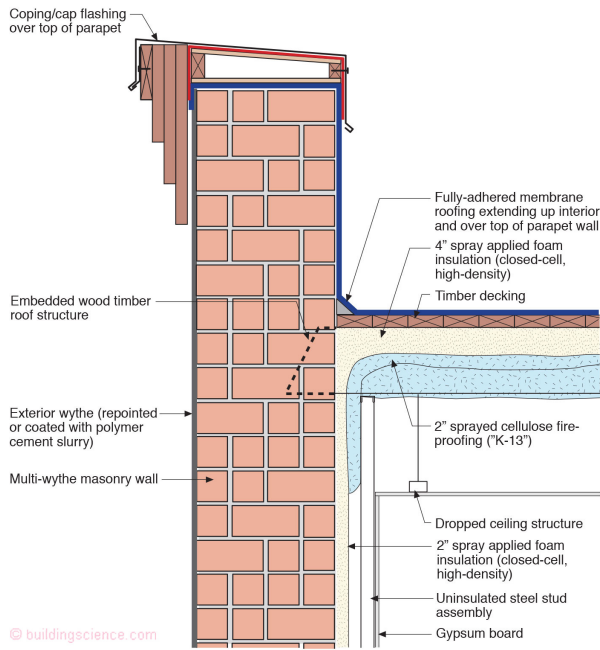 Coping/cap flashing
over top of parapet
Fully-adhered membrane
roofing extending up interior
and over top of parapet wall
4” spray applied foam
insulation (closed-cell,
high-density)
Timber decking
Embedded wood timber
roof structure
Exterior wythe (repointed
or coated with polymer
cement slurry)
2” sprayed cellulose fire-
proofing (”K-13”)
Multi-wythe masonry wall
Dropped ceiling structure
2” spray applied foam
insulation (closed-cell,
high-density)
Uninsulated steel stud
assembly
Gypsum board
© buildingscience.com